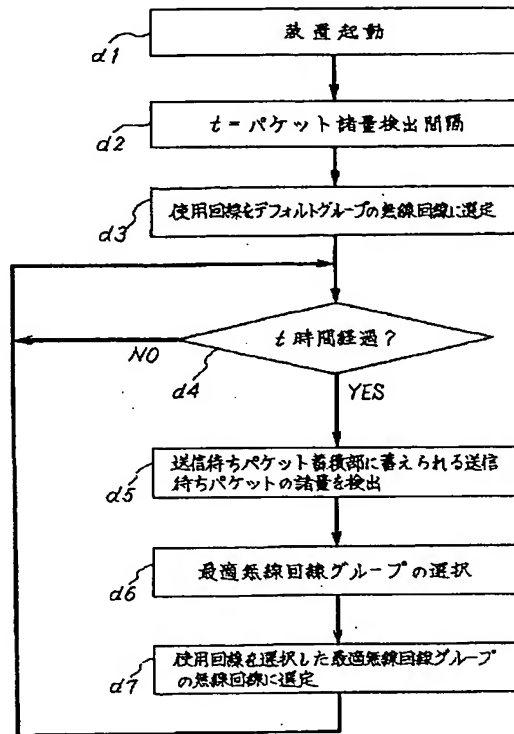 装置起動
d1
t=パケット諸量検出間隔
d2
使用回線をデフォルトグループの無線回線に選定
d3
t時間経過?
NO
d4
YES
送信待ちパケット蓄積部に蓄えられる送信
待ちパケットの諸量を検出
d5
最適無線回線グループの選択
d6
使用回線を選択した最適無線回線グループ
の無線回線に選定
d7